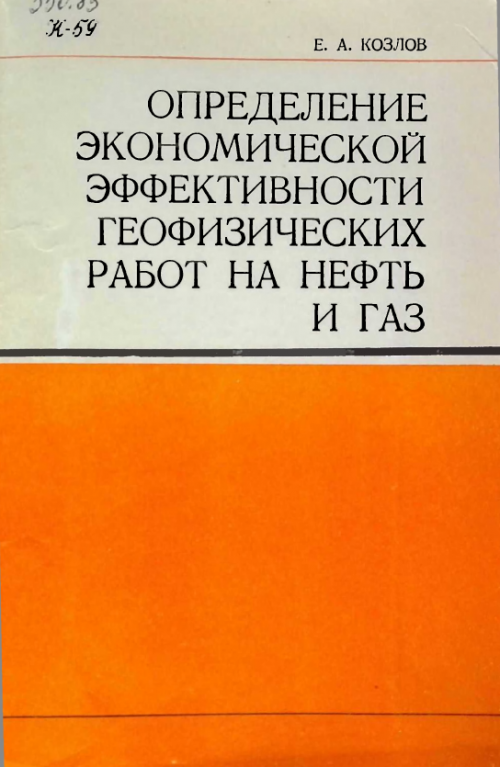 К-59
Е. А. КОЗЛОВ
ОПРЕДЕЛЕНИЕ
ЭКОНОМИЧЕСКОЙ
ЭФФЕКТИВНОСТИ
ГЕОФИЗИЧЕСКИХ
РАБОТ НА НЕФТЬ
И ГАЗ